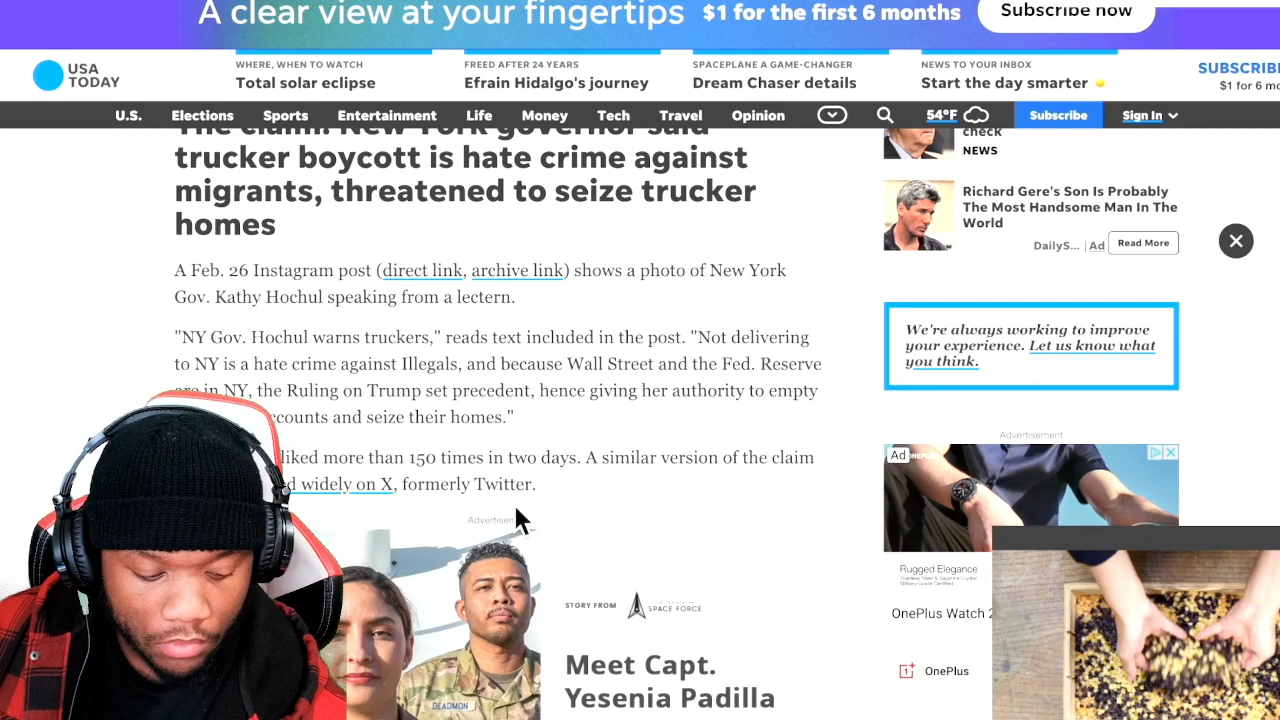 A clear view at your fingertips $1 for the first 6 months Subscribe now
USA TODAY
WHERE, WHEN TO WATCH
Total solar eclipse
FREED AFTER 24 YEARS
Efrain Hidalgo's journey
SPACEPLANE A GAME-CHANGER
Dream Chaser details
NEWS TO YOUR INBOX
Start the day smarter
SUBSCRIBE
$1 for 6 mo
U.S. Elections Sports Entertainment Life Money Tech Travel Opinion 54°F Subscribe Sign In
The claim: New York governor said
trucker boycott is hate crime against
migrants, threatened to seize trucker
homes
A Feb. 26 Instagram post (direct link, archive link) shows a photo of New York
Gov. Kathy Hochul speaking from a lectern.
"NY Gov. Hochul warns truckers," reads text included in the post. "Not delivering
to NY is a hate crime against Illegals, and because Wall Street and the Fed. Reserve
are in NY, the Ruling on Trump set precedent, hence giving her authority to empty
ccounts and seize their homes."
liked more than 150 times in two days. A similar version of the claim
d widely on X, formerly Twitter.
Advertisen
STORY FROM
SPACE FORCE
Meet Capt.
Yesenia Padilla
DEADMON
check
NEWS
Richard Gere's Son Is Probably
The Most Handsome Man In The
World
DailyS... | Ad Read More
We're always working to improve
your experience. Let us know what
you think.
Advertisement
Ad
Rugged Elegance
OnePlus Watch 2
OnePlus